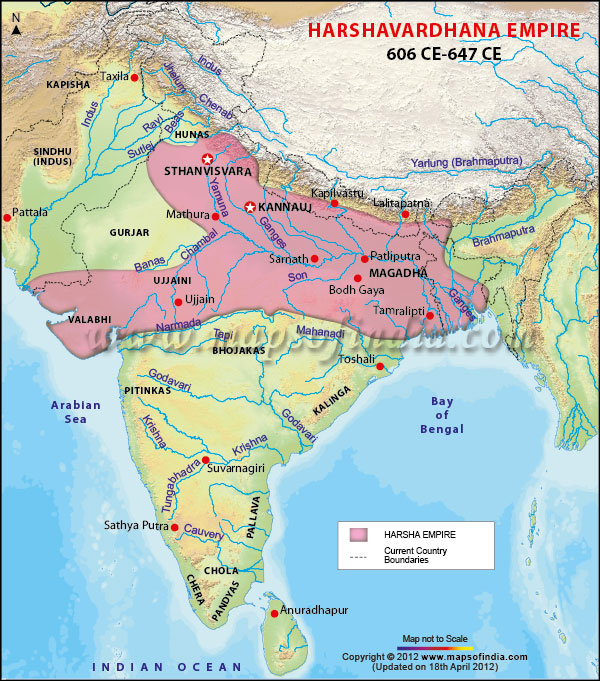 N
HARSHAVARDHANA EMPIRE
606 CE-647 CE
Taxila
KAPISHA
Indus
Jhelum
Indus
Chenab
Ravi
Beas
HUNAS
Sutlej
SINDHU
(INDUS)
STHANVISVARA
Yarlung (Brahmaputra)
Yamuna
KANNAUJ
Kapilvastu
Lalitapatna
Pattala
Mathura
Ganges
GURJAR
Chambal
Brahmaputra
Banas
Sarnath
Patliputra
MAGADHA
UJJAINI
Son
Bodh Gaya
Ujjain
Tamralipti
Ganges
VALABHI
Narmada
Tapi
Mahanadi
www.mapsofindia.com
BHOJAKAS
Toshali
Godavari
PITINKAS
KALINGA
Arabian
Sea
Bay
of
Bengal
Krishna
Godavari
Krishna
Tungabhadra
Suvarnagiri
PALLAVA
Sathya Putra
Cauvery
HARSHA EMPIRE
Current Country
Boundaries
CHOLA
CHERA
PANDYAS
Anuradhapur
Map not to Scale
Copyright © 2012 www.mapsofindia.com
(Updated on 18th April 2012)
INDIAN OCEAN